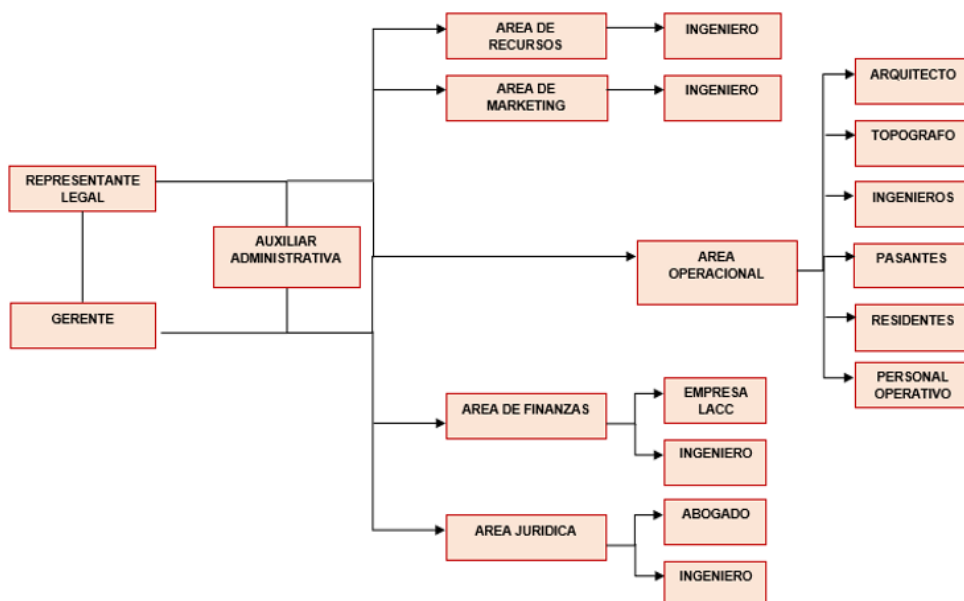 AREA DE
RECURSOS
INGENIERO
AREA DE
MARKETING
INGENIERO
ARQUITECTO
TOPOGRAFO
INGENIEROS
PASANTES
RESIDENTES
PERSONAL
OPERATIVO
REPRESENTANTE
LEGAL
AUXILIAR
ADMINISTRATIVA
AREA
OPERACIONAL
GERENTE
AREA DE FINANZAS
EMPRESA
LACC
INGENIERO
AREA JURIDICA
ABOGADO
INGENIERO